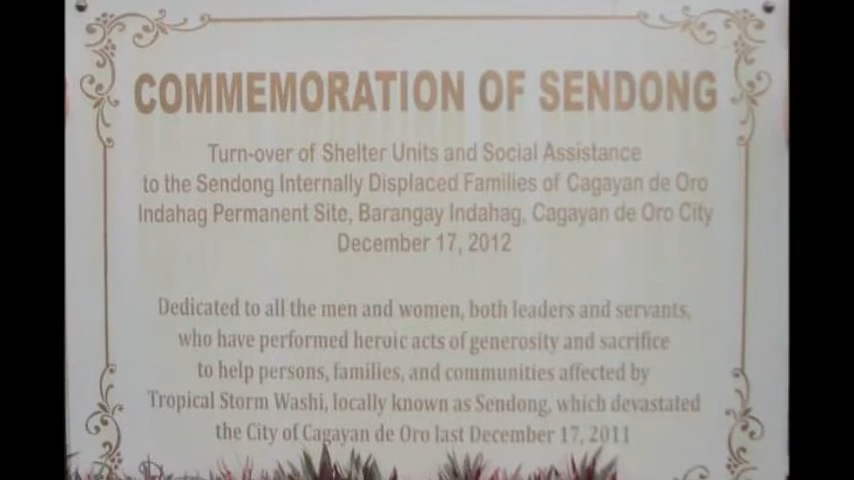 COMMEMORATION OF SENDONG
Turn-over of Shelter Units and Social Assistance
to the Sendong Internally Displaced Families of Cagayan de Oro
Indahag Permanent Site, Barangay Indahag, Cagayan de Oro City
December 17, 2012
Dedicated to all the men and women, both leaders and servants,
who have performed heroic acts of generosity and sacrifice
to help persons, families, and communities affected by
Tropical Storm Washi, locally known as Sendong, which devastated
the City of Cagayan de Oro last December 17, 2011